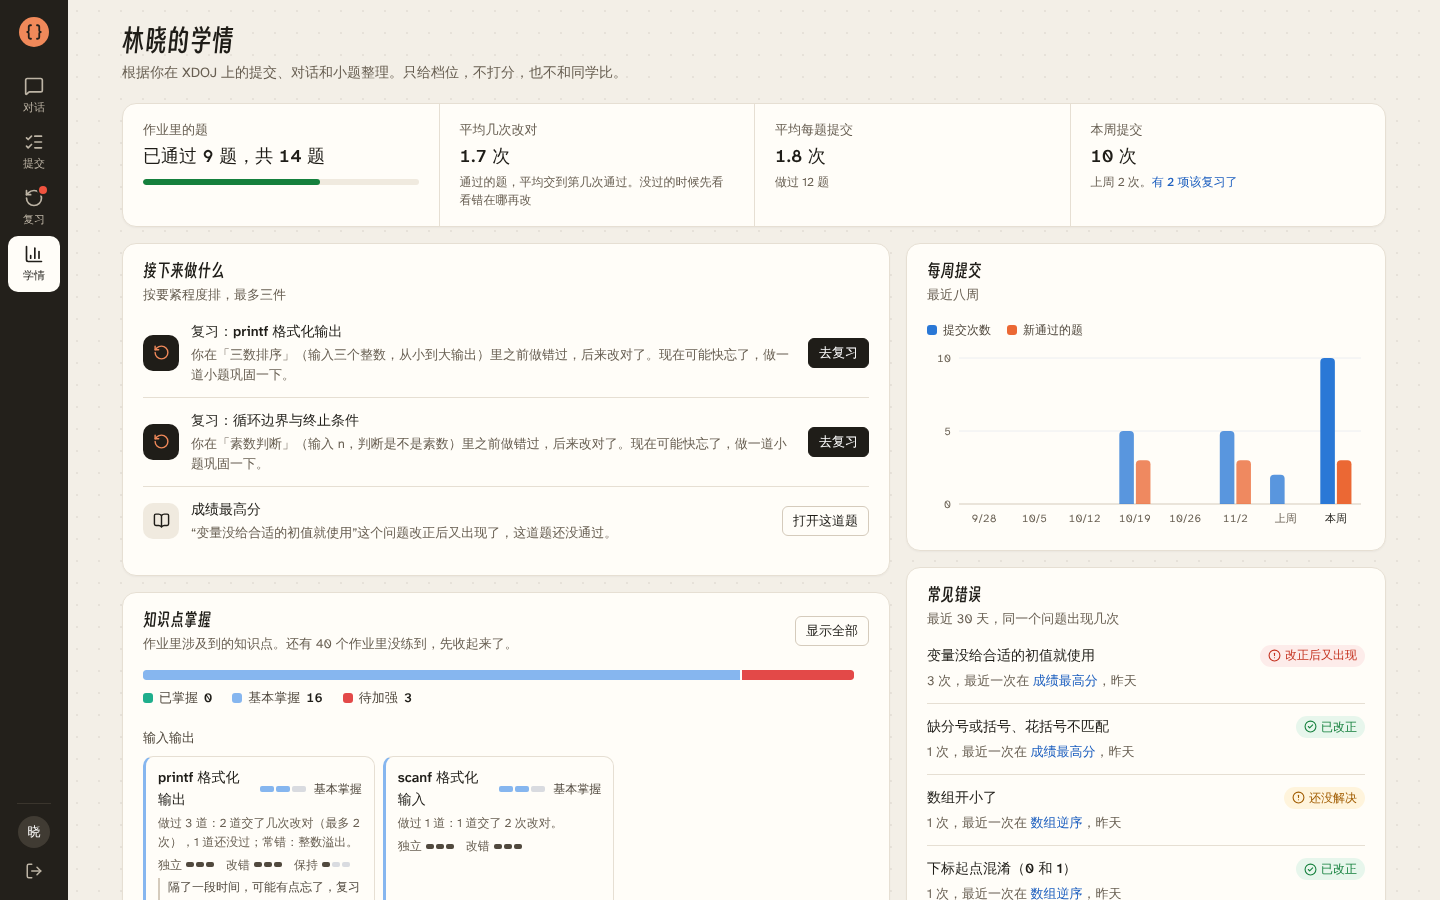 {}
对话
提交
复习
学情
晓
林晓的学情
根据你在 XDOJ 上的提交、对话和小题整理。只给档位，不打分，也不和同学比。
作业里的题
已通过 9 题，共 14 题
平均几次改对
1.7 次
通过的题，平均交到第几次通过。没过的时候先看
看错在哪再改
平均每题提交
1.8 次
做过 12 题
本周提交
10 次
上周 2 次。有 2 项该复习了
接下来做什么
按要紧程度排，最多三件
复习：printf 格式化输出
你在「三数排序」（输入三个整数，从小到大输出）里之前做错过，后来改对了。现在可能快忘了，做一
道小题巩固一下。
去复习
复习：循环边界与终止条件
你在「素数判断」（输入 n，判断是不是素数）里之前做错过，后来改对了。现在可能快忘了，做一道小
题巩固一下。
去复习
成绩最高分
“变量没给合适的初值就使用”这个问题改正后又出现了，这道题还没通过。
打开这道题
知识点掌握
作业里涉及到的知识点。还有 40 个作业里没练到，先收起来了。
显示全部
已掌握 0
基本掌握 16
待加强 3
输入输出
printf 格式化
输出
基本掌握
做过 3 道：2 道交了几次改对（最多 2
次），1 道还没过；常错：整数溢出。
独立 改错 保持
隔了一段时间，可能有点忘了，复习
scanf 格式化
输入
基本掌握
做过 1 道：1 道交了 2 次改对。
独立 改错
每周提交
最近八周
提交次数 新通过的题
10
5
0
9/28 10/5 10/12 10/19 10/26 11/2 上周 本周
常见错误
最近 30 天，同一个问题出现几次
变量没给合适的初值就使用
改正后又出现
3 次，最近一次在 成绩最高分，昨天
缺分号或括号、花括号不匹配
已改正
1 次，最近一次在 成绩最高分，昨天
数组开小了
还没解决
1 次，最近一次在 数组逆序，昨天
下标起点混淆（0 和 1）
已改正
1 次，最近一次在 数组逆序，昨天